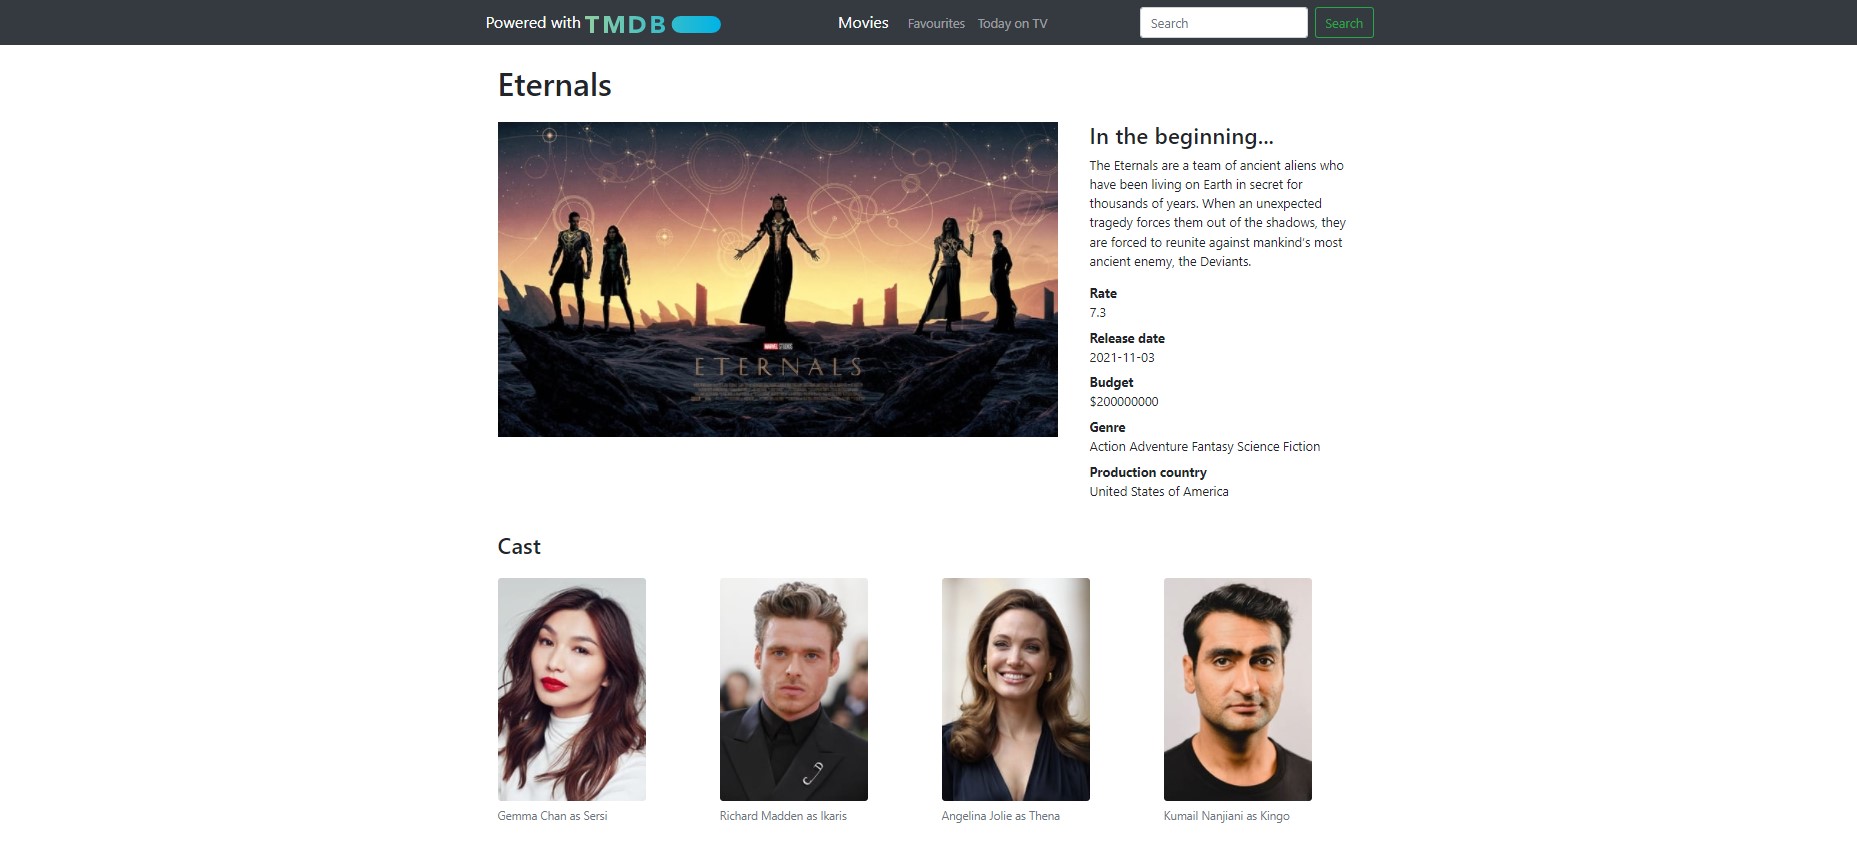 Powered with TMDB
Movies Favourites Today on TV
Search
Search
Eternals
MARVEL STUDIOS
ETERNALS
In the beginning...
The Eternals are a team of ancient aliens who
have been living on Earth in secret for
thousands of years. When an unexpected
tragedy forces them out of the shadows, they
are forced to reunite against mankind's most
ancient enemy, the Deviants.
Rate
7.3
Release date
2021-11-03
Budget
$200000000
Genre
Action Adventure Fantasy Science Fiction
Production country
United States of America
Cast
Gemma Chan as Sersi
Richard Madden as Ikaris
Angelina Jolie as Thena
Kumail Nanjiani as Kingo